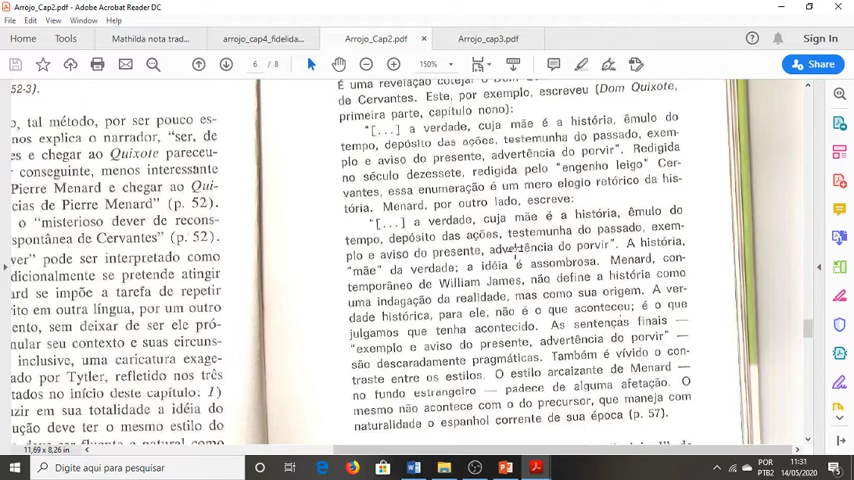 Arrojo_Cap2.pdf - Adobe Acrobat Reader DC
File Edit View Window Help
Home Tools Mathilda nota trad... arrojo_cap4_fidelida... Arrojo_Cap2.pdf × Arrojo_cap3.pdf Sign In
6 / 8 150% Share
52-3).
o, tal método, por ser pouco es-
nos explica o narrador, "ser, de
es e chegar ao Quixote pareceu-
conseguinte, menos interessante
Pierre Menard e chegar ao Qui-
cias de Pierre Menard" (p. 52).
o "misterioso dever de recons-
spontânea de Cervantes" (p. 52).
ver" pode ser interpretado como
dicionalmente se pretende atingir
ard se impõe a tarefa de repetir
rito em outra língua, por um outro
ento, sem deixar de ser ele pró-
nular seu contexto e suas circuns-
inclusive, uma caricatura exage-
ado por Tytler, refletido nos três
tados no início deste capítulo: 1)
uzir em sua totalidade a idéia do
ução deve ter o mesmo estilo do
deve ser fluente e natural como
É uma revelação cotejar o Dom
de Cervantes. Este, por exemplo, escreveu (Dom Quixote,
primeira parte, capítulo nono):
"[...] a verdade, cuja mãe é a história, êmulo do
tempo, depósito das ações, testemunha do passado, exem-
plo e aviso do presente, advertência do porvir". Redigida
no século dezessete, redigida pelo "engenho leigo" Cer-
vantes, essa enumeração é um mero elogio retórico da his-
tória. Menard, por outro lado, escreve:
"[...] a verdade, cuja mãe é a história, êmulo do
tempo, depósito das ações, testemunha do passado, exem-
plo e aviso do presente, advertência do porvir". A história,
"mãe" da verdade; a idéia é assombrosa. Menard, con-
temporâneo de William James, não define a história como
uma indagação da realidade, mas como sua origem. A ver-
dade histórica, para ele, não é o que aconteceu; é o que
julgamos que tenha acontecido. As sentenças finais —
"exemplo e aviso do presente, advertência do porvir" —
são descaradamente pragmáticas. Também é vívido o con-
traste entre os estilos. O estilo arcaizante de Menard —
no fundo estrangeiro — padece de alguma afetação. O
mesmo não acontece com o do precursor, que maneja com
naturalidade o espanhol corrente de sua época (p. 57).
11,69 x 8,26 in
Digite aqui para pesquisar
POR
PTB2
11:31
14/05/2020